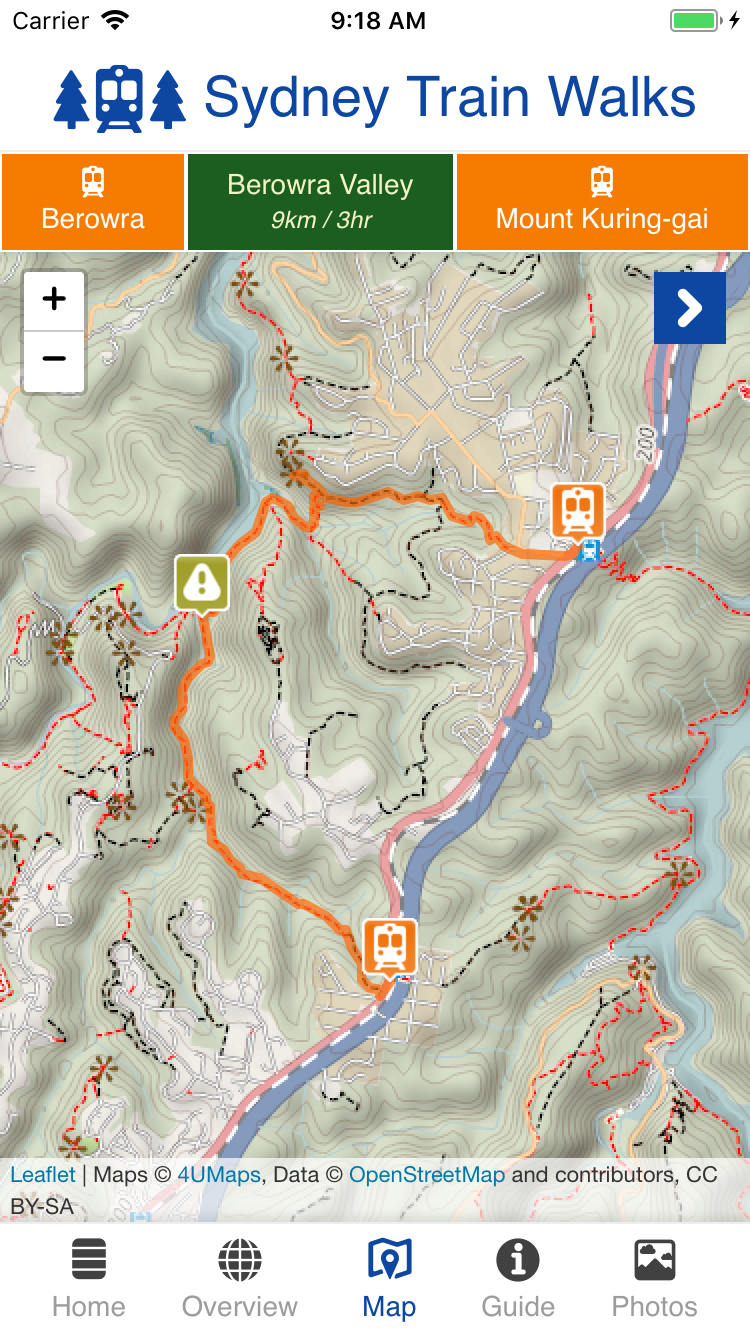 Carrier
9:18 AM
Sydney Train Walks
Berowra
Berowra Valley
9km / 3hr
Mount Kuring-gai
+
−
200
Leaflet | Maps © 4UMaps, Data © OpenStreetMap and contributors, CC
BY-SA
Home
Overview
Map
Guide
Photos